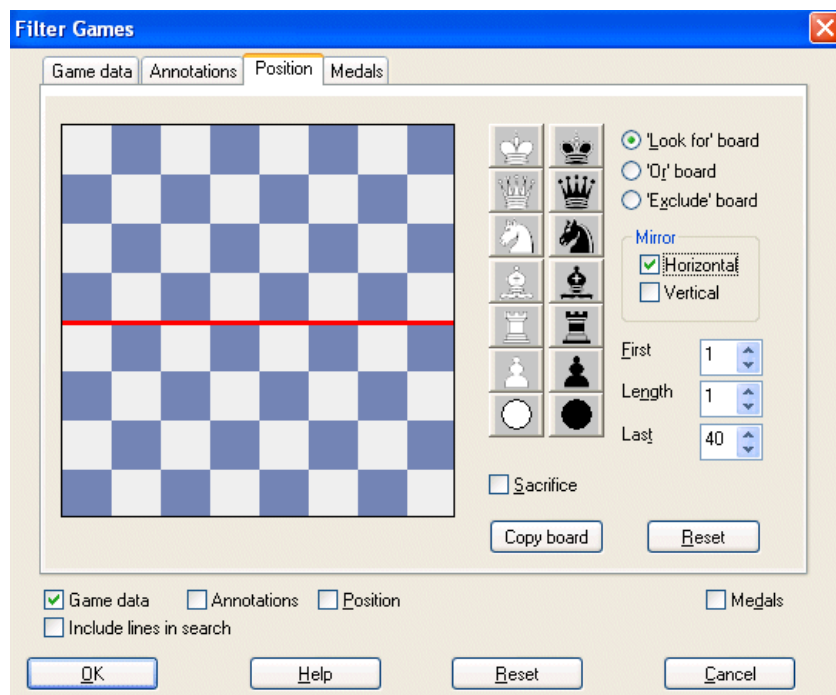 Filter Games
Game data Annotations Position Medals
'Look for' board
'Or' board
'Exclude' board
Mirror
Horizontal
Vertical
First 1
Length 1
Last 40
Sacrifice
Copy board Reset
Game data Annotations Position Medals
Include lines in search
OK Help Reset Cancel